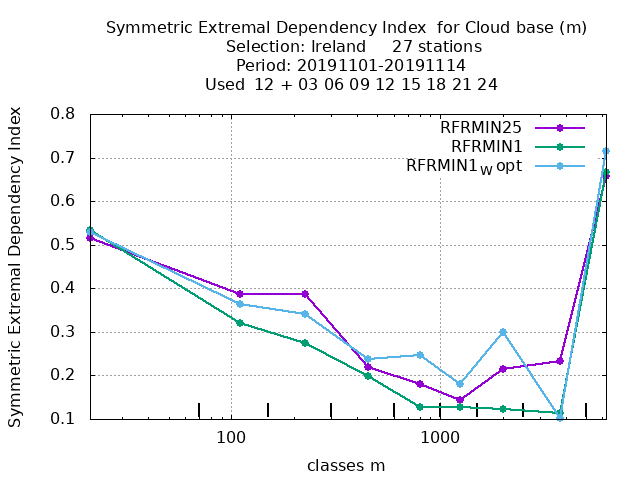 Symmetric Extremal Dependency Index for Cloud base (m)
Selection: Ireland 27 stations
Period: 20191101-20191114
Used 12 + 03 06 09 12 15 18 21 24
Symmetric Extremal Dependency Index
0.8
0.7
0.6
0.5
0.4
0.3
0.2
0.1
RFRMIN25
RFRMIN1
RFRMIN1W opt
100
1000
classes m